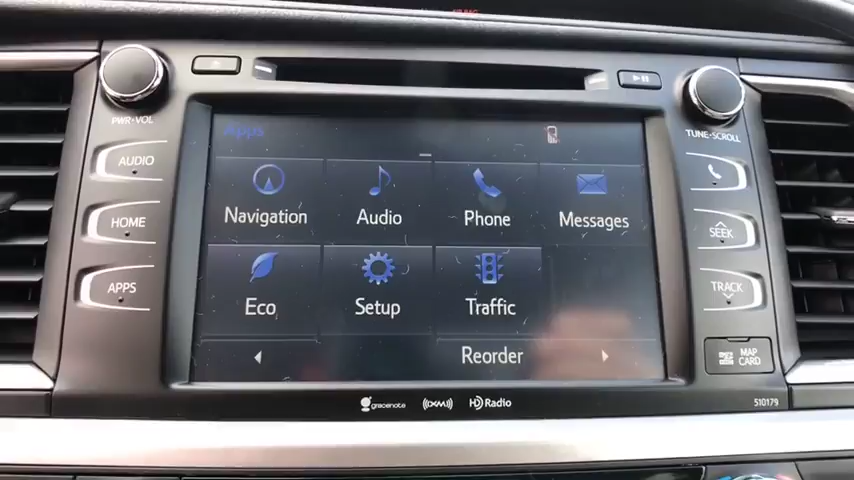 PWR•VOL
TUNE•SCROLL
AUDIO
HOME
APPS
Apps
Navigation
Audio
Phone
Messages
Eco
Setup
Traffic
Reorder
SEEK
TRACK
MAP
CARD
gracenote
((XM))
HD Radio
510179